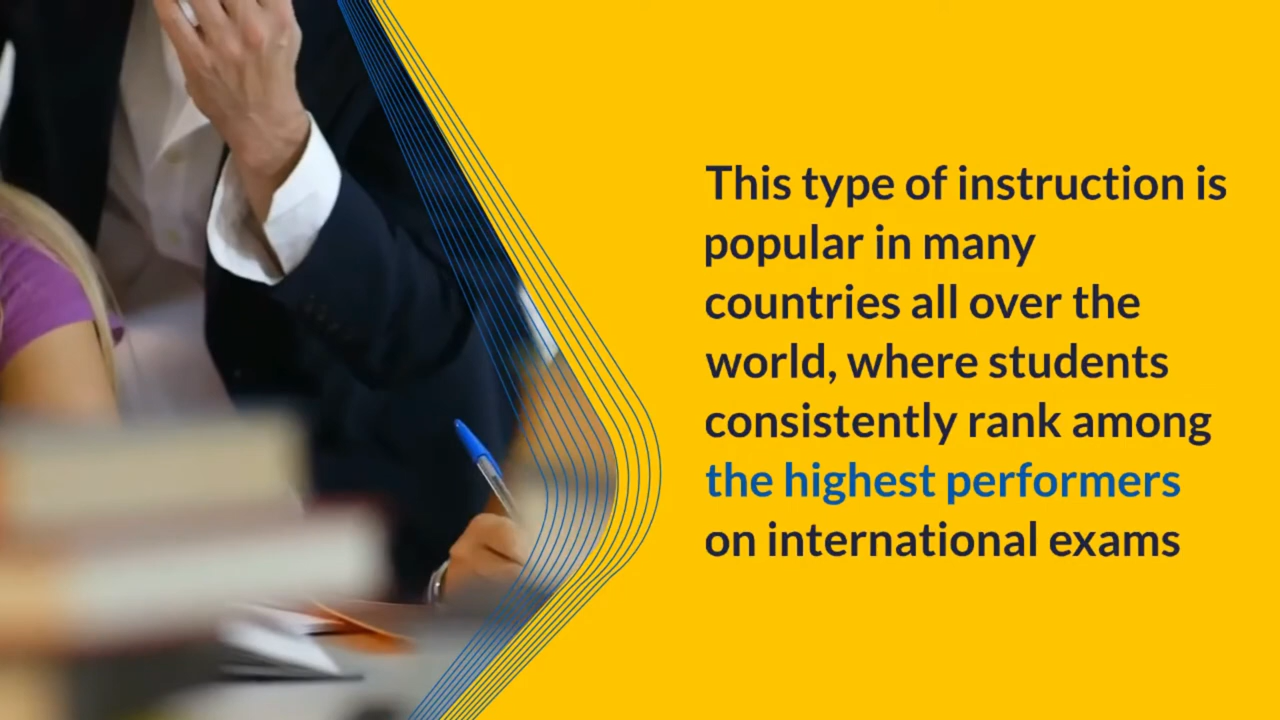 This type of instruction is
popular in many
countries all over the
world, where students
consistently rank among
the highest performers
on international exams